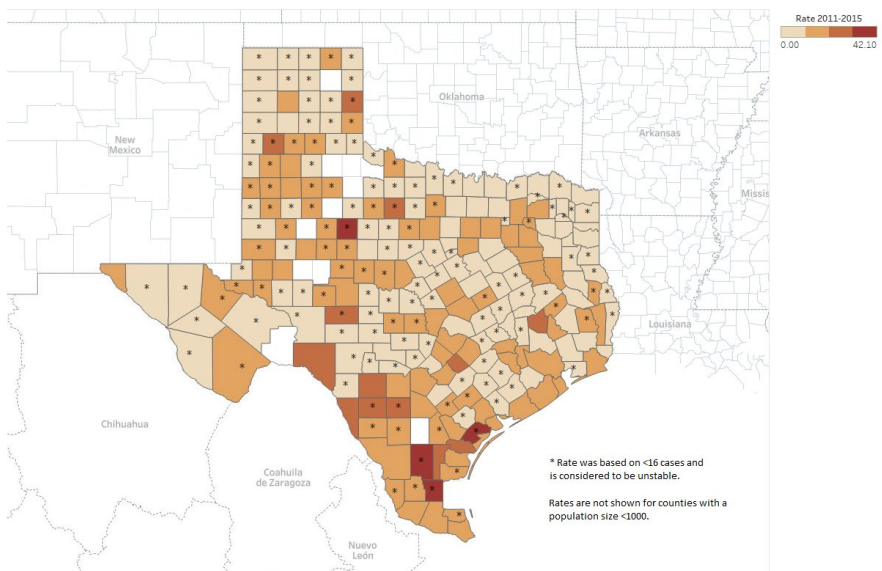 Rate 2011-2015
0.00 42.10
Oklahoma
New
Mexico
Arkansas
Missis
Louisiana
Chihuahua
Coahuila
de Zaragoza
Nuevo
León
* Rate was based on <16 cases and
is considered to be unstable.
Rates are not shown for counties with a
population size <1000.